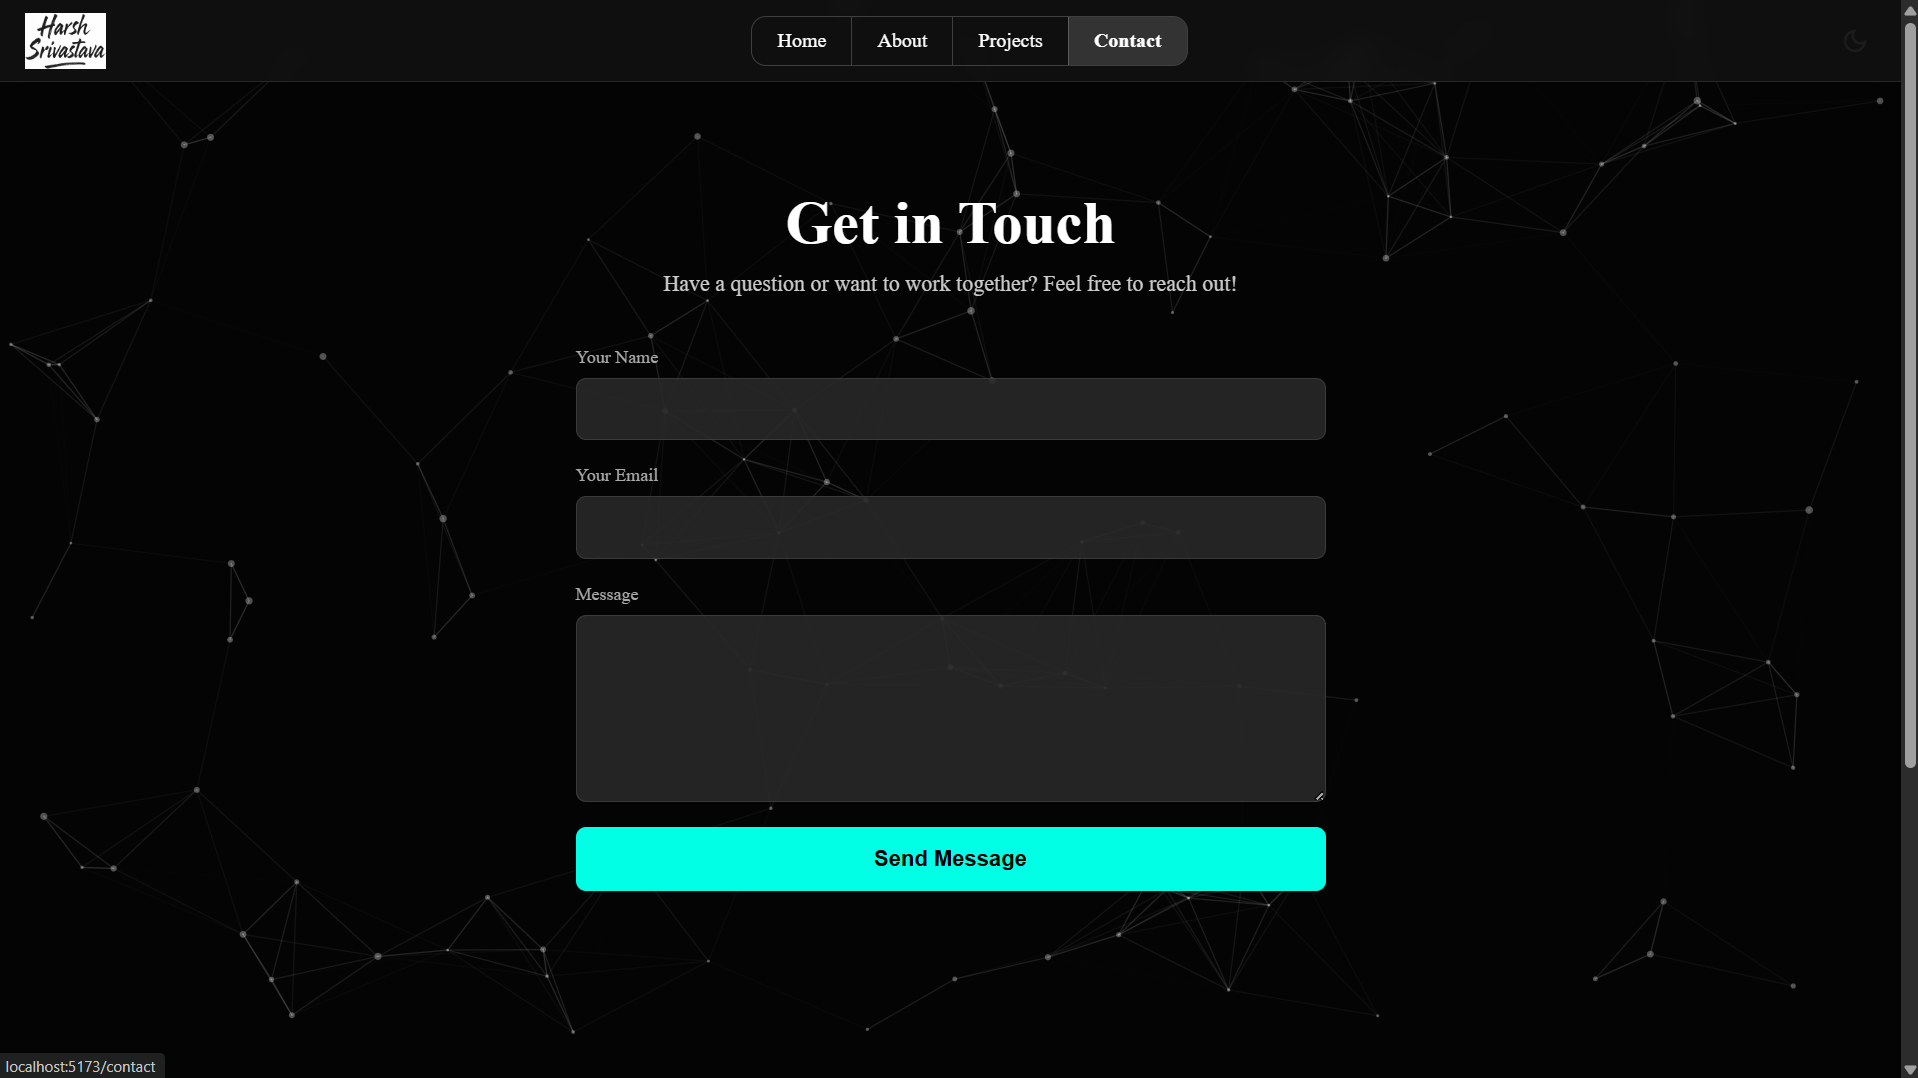 Harsh
Srivastava
Home
About
Projects
Contact
Get in Touch
Have a question or want to work together? Feel free to reach out!
Your Name
Your Email
Message
Send Message
localhost:5173/contact